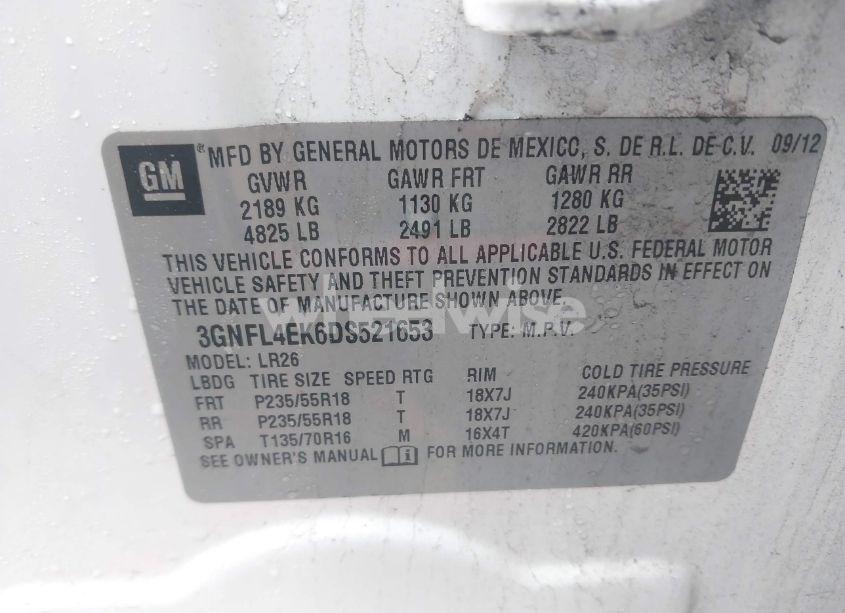 GM ® MFD BY GENERAL MOTORS DE MEXICO, S. DE R.L. DE C.V. 09/12
GVWR GAWR FRT GAWR RR
2189 KG 1130 KG 1280 KG
4825 LB 2491 LB 2822 LB
THIS VEHICLE CONFORMS TO ALL APPLICABLE U.S. FEDERAL MOTOR
VEHICLE SAFETY AND THEFT PREVENTION STANDARDS IN EFFECT ON
THE DATE OF MANUFACTURE SHOWN ABOVE.
wheelwise
3GNFL4EK6DS521653 TYPE: M.P.V.
MODEL: LR26
LBDG TIRE SIZE SPEED RTG RIM COLD TIRE PRESSURE
FRT P235/55R18 T 18X7J 240KPA(35PSI)
RR P235/55R18 T 18X7J 240KPA(35PSI)
SPA T135/70R16 M 16X4T 420KPA(60PSI)
SEE OWNER'S MANUAL FOR MORE INFORMATION.
wheelwise